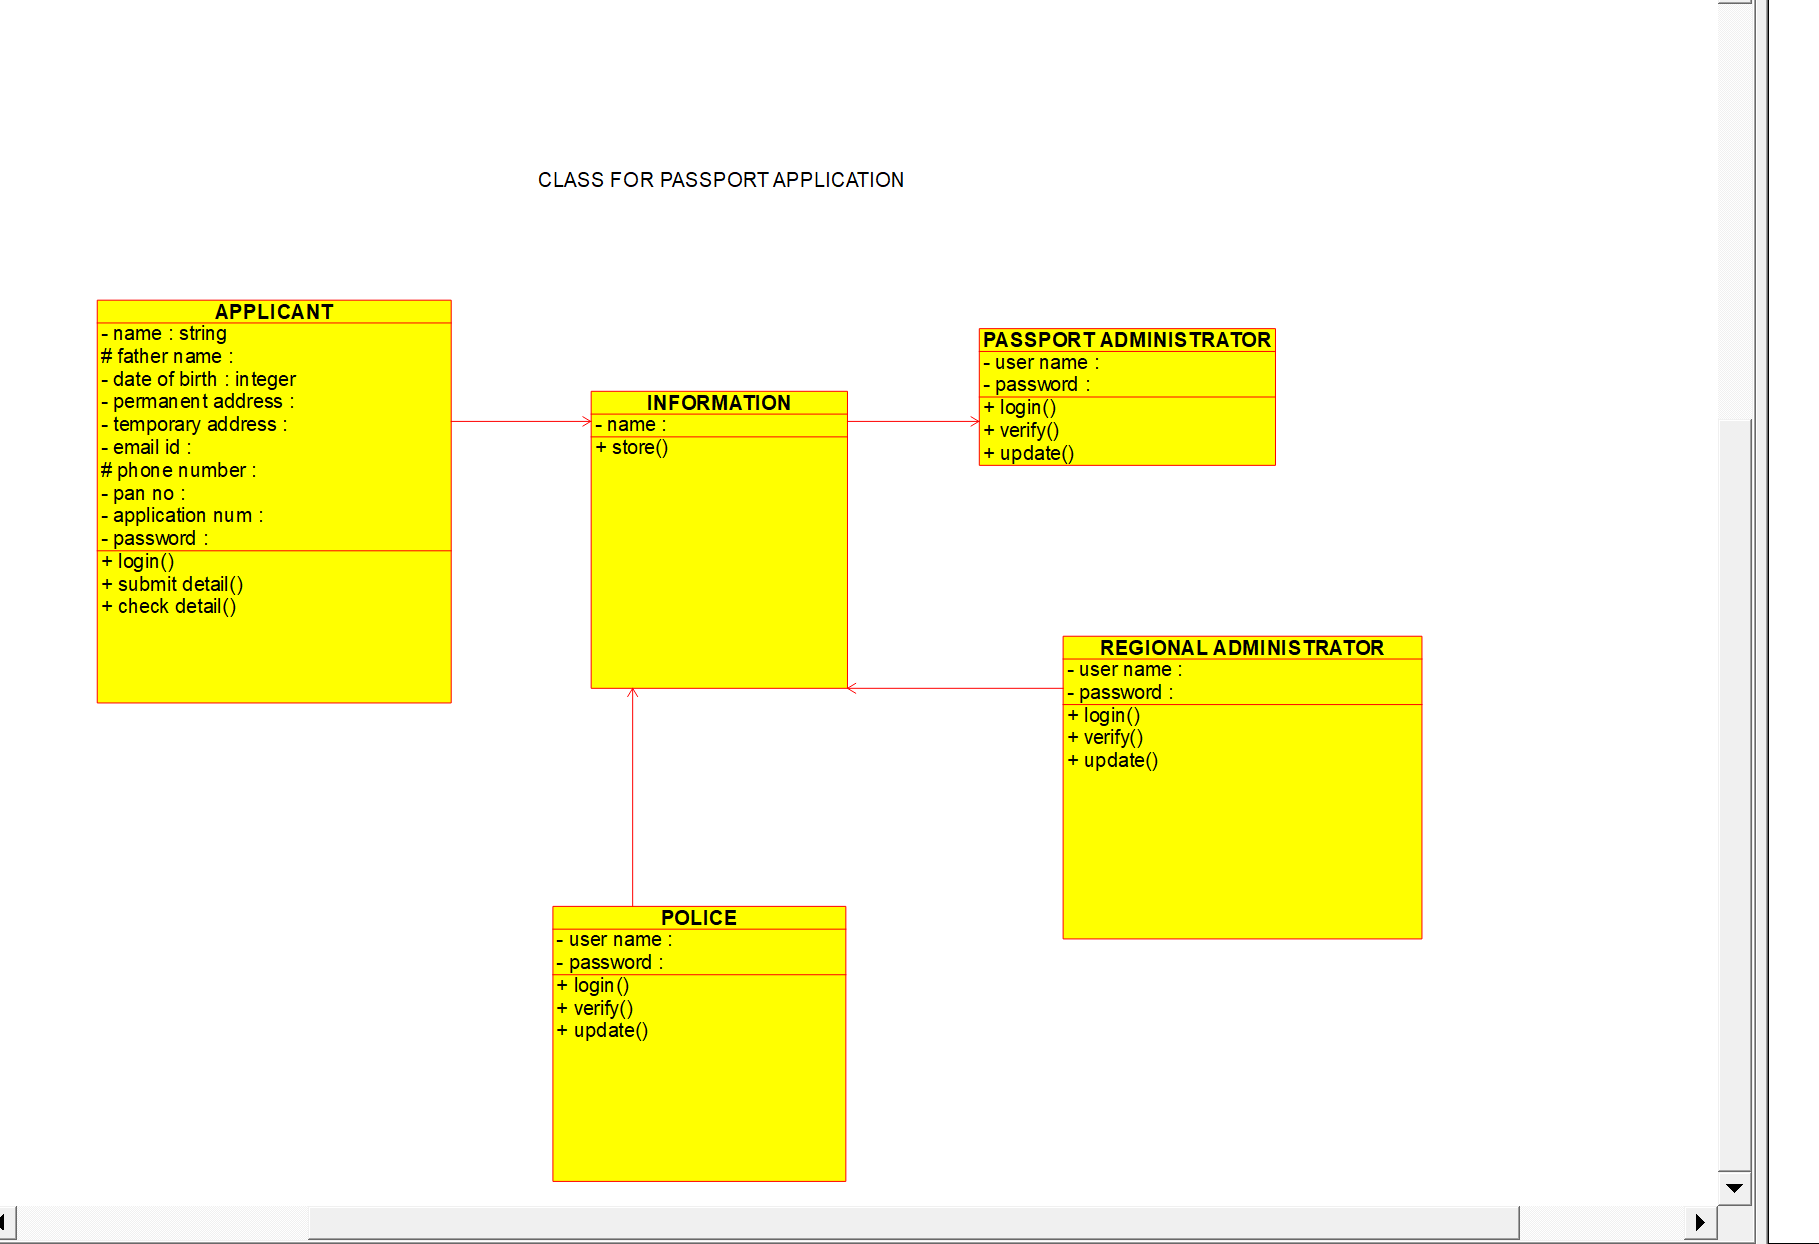 CLASS FOR PASSPORT APPLICATION
APPLICANT
- name : string
# father name :
- date of birth : integer
- permanent address :
- temporary address :
- email id :
# phone number :
- pan no :
- application num :
- password :
+ login()
+ submit detail()
+ check detail()
INFORMATION
- name :
+ store()
PASSPORT ADMINISTRATOR
- user name :
- password :
+ login()
+ verify()
+ update()
REGIONAL ADMINISTRATOR
- user name :
- password :
+ login()
+ verify()
+ update()
POLICE
- user name :
- password :
+ login()
+ verify()
+ update()